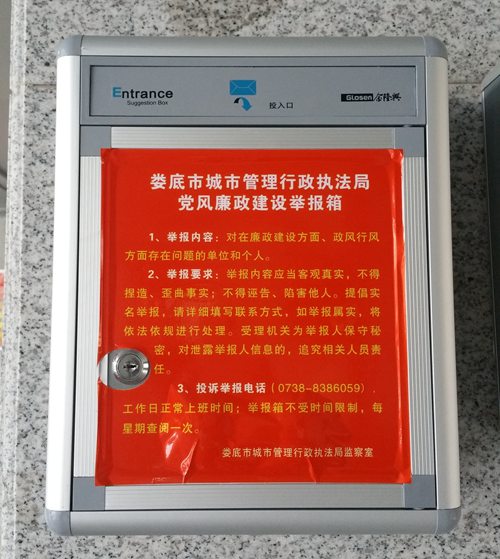 Entrance
Suggestion Box
投入口
Glosen 金隆兴
娄底市城市管理行政执法局
党风廉政建设举报箱
1、举报内容：对在廉政建设方面、政风行风
方面存在问题的单位和个人。
2、举报要求：举报内容应当客观真实，不得
捏造、歪曲事实；不得诬告、陷害他人。提倡实
名举报，请详细填写联系方式，如举报属实，将
依法依规进行处理。受理机关为举报人保守秘
密，对泄露举报人信息的，追究相关人员责
任。
3、投诉举报电话（0738-8386059），
工作日正常上班时间；举报箱不受时间限制，每
星期查阅一次。
娄底市城市管理行政执法局监察室